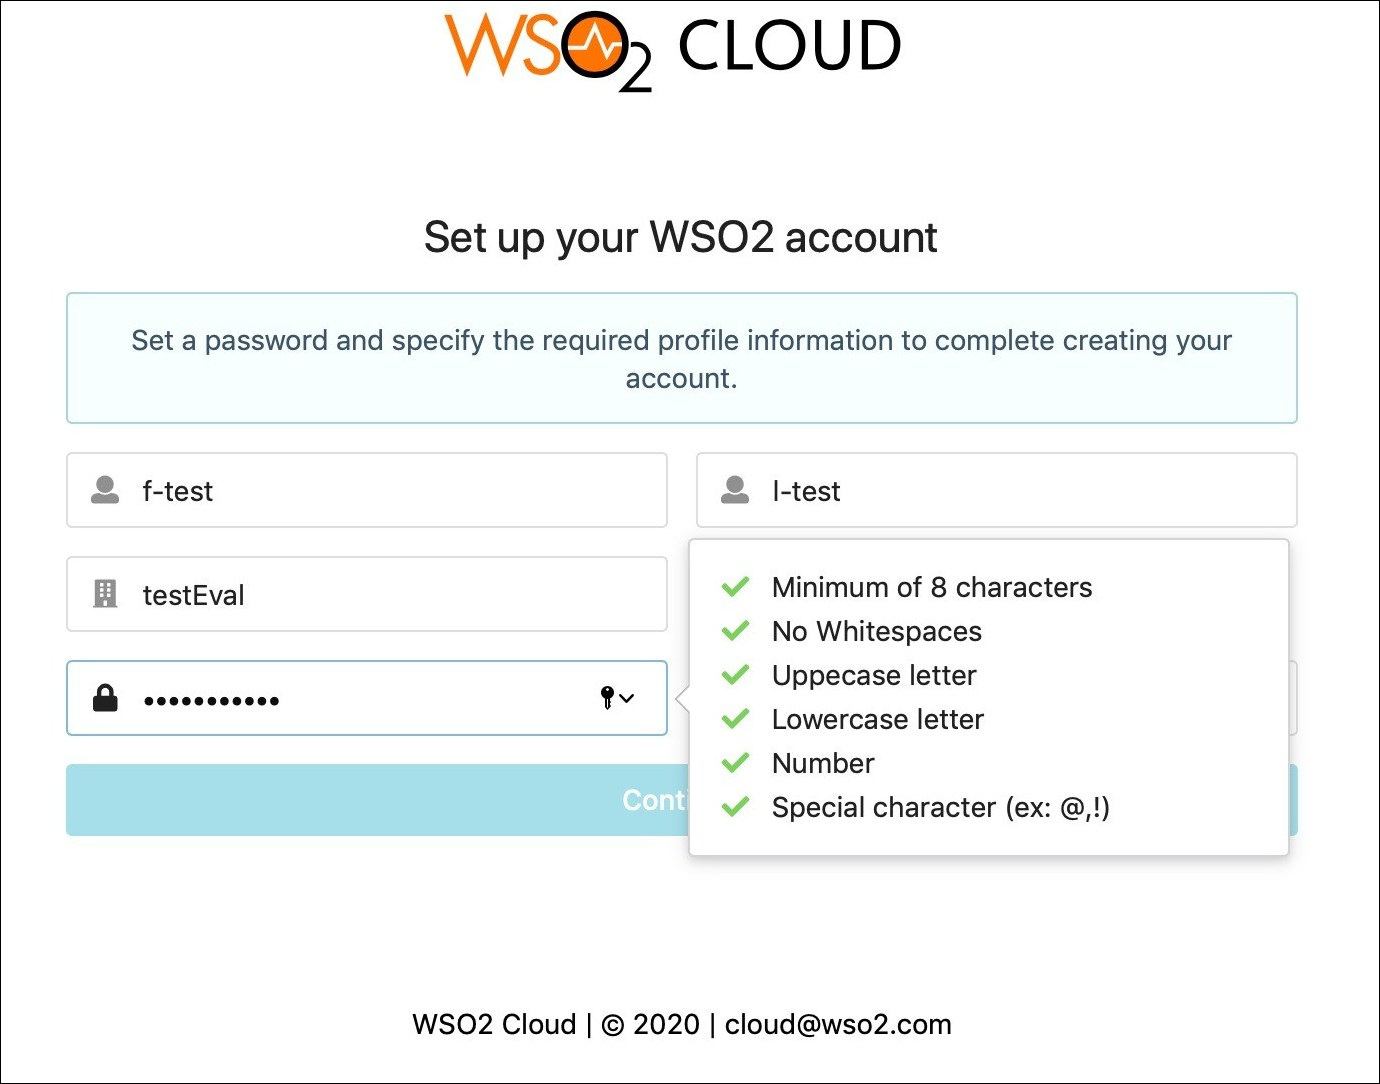 WSO2 CLOUD
Set up your WSO2 account
Set a password and specify the required profile information to complete creating your
account.
f-test
l-test
testEval
Minimum of 8 characters
No Whitespaces
Uppecase letter
Lowercase letter
Number
Special character (ex: @,!)
•••••••••••
Conti
WSO2 Cloud | © 2020 | cloud@wso2.com